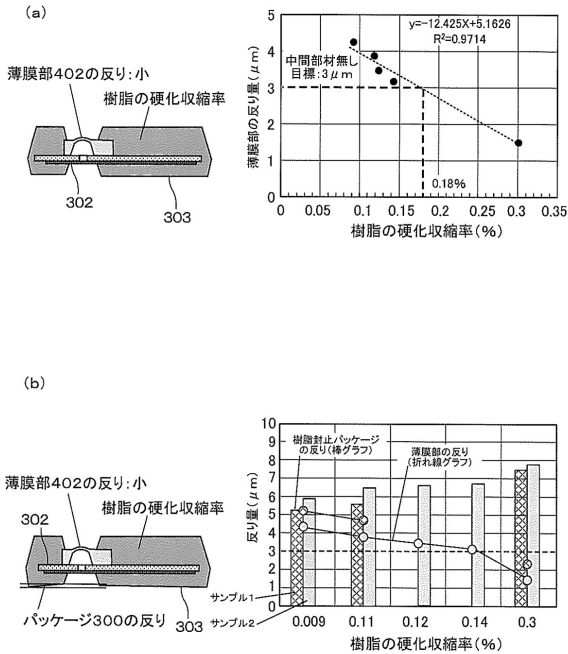 (a)
薄膜部402の反り:小
樹脂の硬化収縮率
302
303
y=-12.425X+5.1626
R²=0.9714
中間部材無し
目標:3μm
薄膜部の反り量(μm)
5
4
3
2
1
0
0.18%
0 0.05 0.1 0.15 0.2 0.25 0.3 0.35
樹脂の硬化収縮率(%)
(b)
薄膜部402の反り:小
樹脂の硬化収縮率
302
パッケージ300の反り
303
反り量(μm)
10
9
8
7
6
5
4
3
2
1
0
樹脂封止パッケージ
の反り(棒グラフ)
薄膜部の反り
(折れ線グラフ)
サンプル1
サンプル2
0.009 0.11 0.12 0.14 0.3
樹脂の硬化収縮率(%)